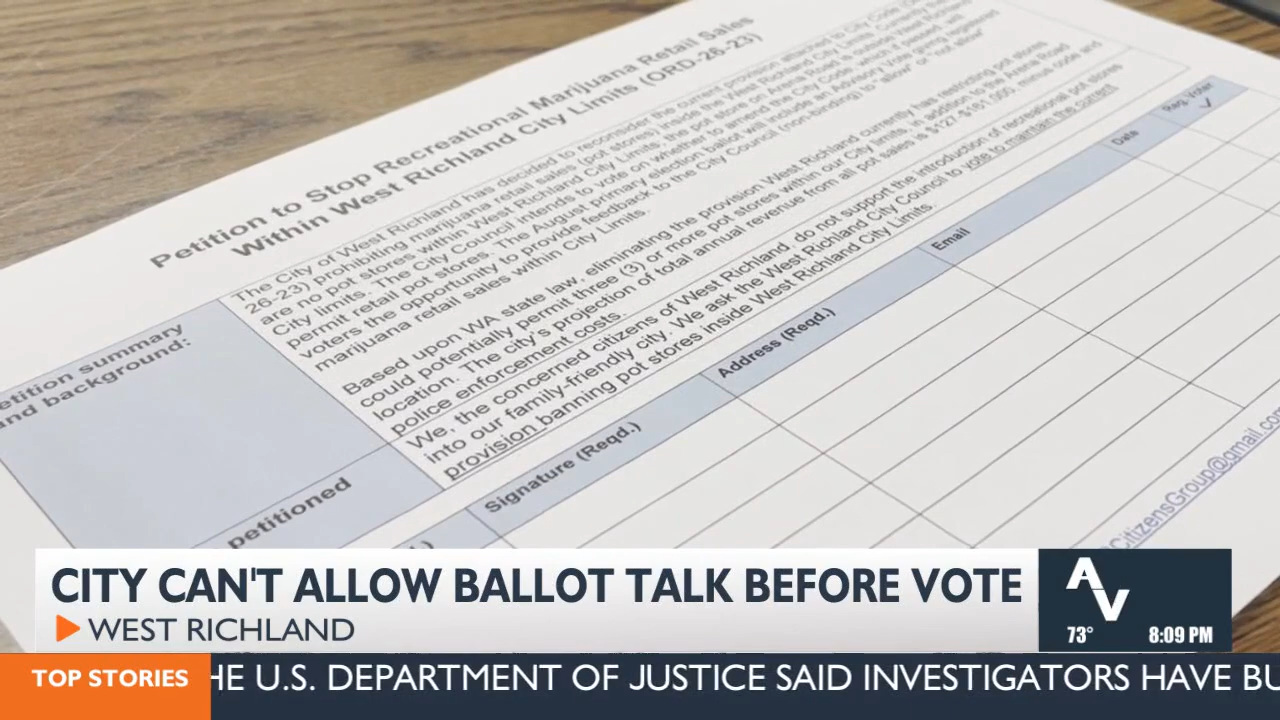 Petition to Stop Recreational Marijuana Retail Sales
Within West Richland City Limits (ORD-26-23)
etition summary
nd background:
The City of West Richland has decided to reconsider the current provision attached to City Code
26-23) prohibiting marijuana retail sales (pot stores) inside the West Richland City Limits. Currently
are no pot stores within West Richland City Limits, the pot store on Arena Road is outside West Richland
City limits. The City Council intends to vote on whether to amend the City Code, which if passed, will
permit retail pot stores. The August primary election ballot will include an Advisory Vote giving registered
voters the opportunity to provide feedback to the City Council (non-binding) to "allow" or "not allow"
marijuana retail sales within City Limits.
Based upon WA state law, eliminating the provision West Richland currently has restricting pot stores
could potentially permit three (3) or more pot stores within our City limits, in addition to the Arena Road
location. The city's projection of total annual revenue from all pot sales is $127-$161,000, minus code and
police enforcement costs.
petitioned
We, the concerned citizens of West Richland, do not support the introduction of recreational pot stores
into our family-friendly city. We ask the West Richland City Council to vote to maintain the current
provision banning pot stores inside West Richland City Limits.
Signature (Reqd.)
Address (Reqd.)
Email
Date
Reg. Voter
✓
CitizensGroup@gmail.co
CITY CAN'T ALLOW BALLOT TALK BEFORE VOTE
WEST RICHLAND
AV
73°
8:09 PM
TOP STORIES
HE U.S. DEPARTMENT OF JUSTICE SAID INVESTIGATORS HAVE BU